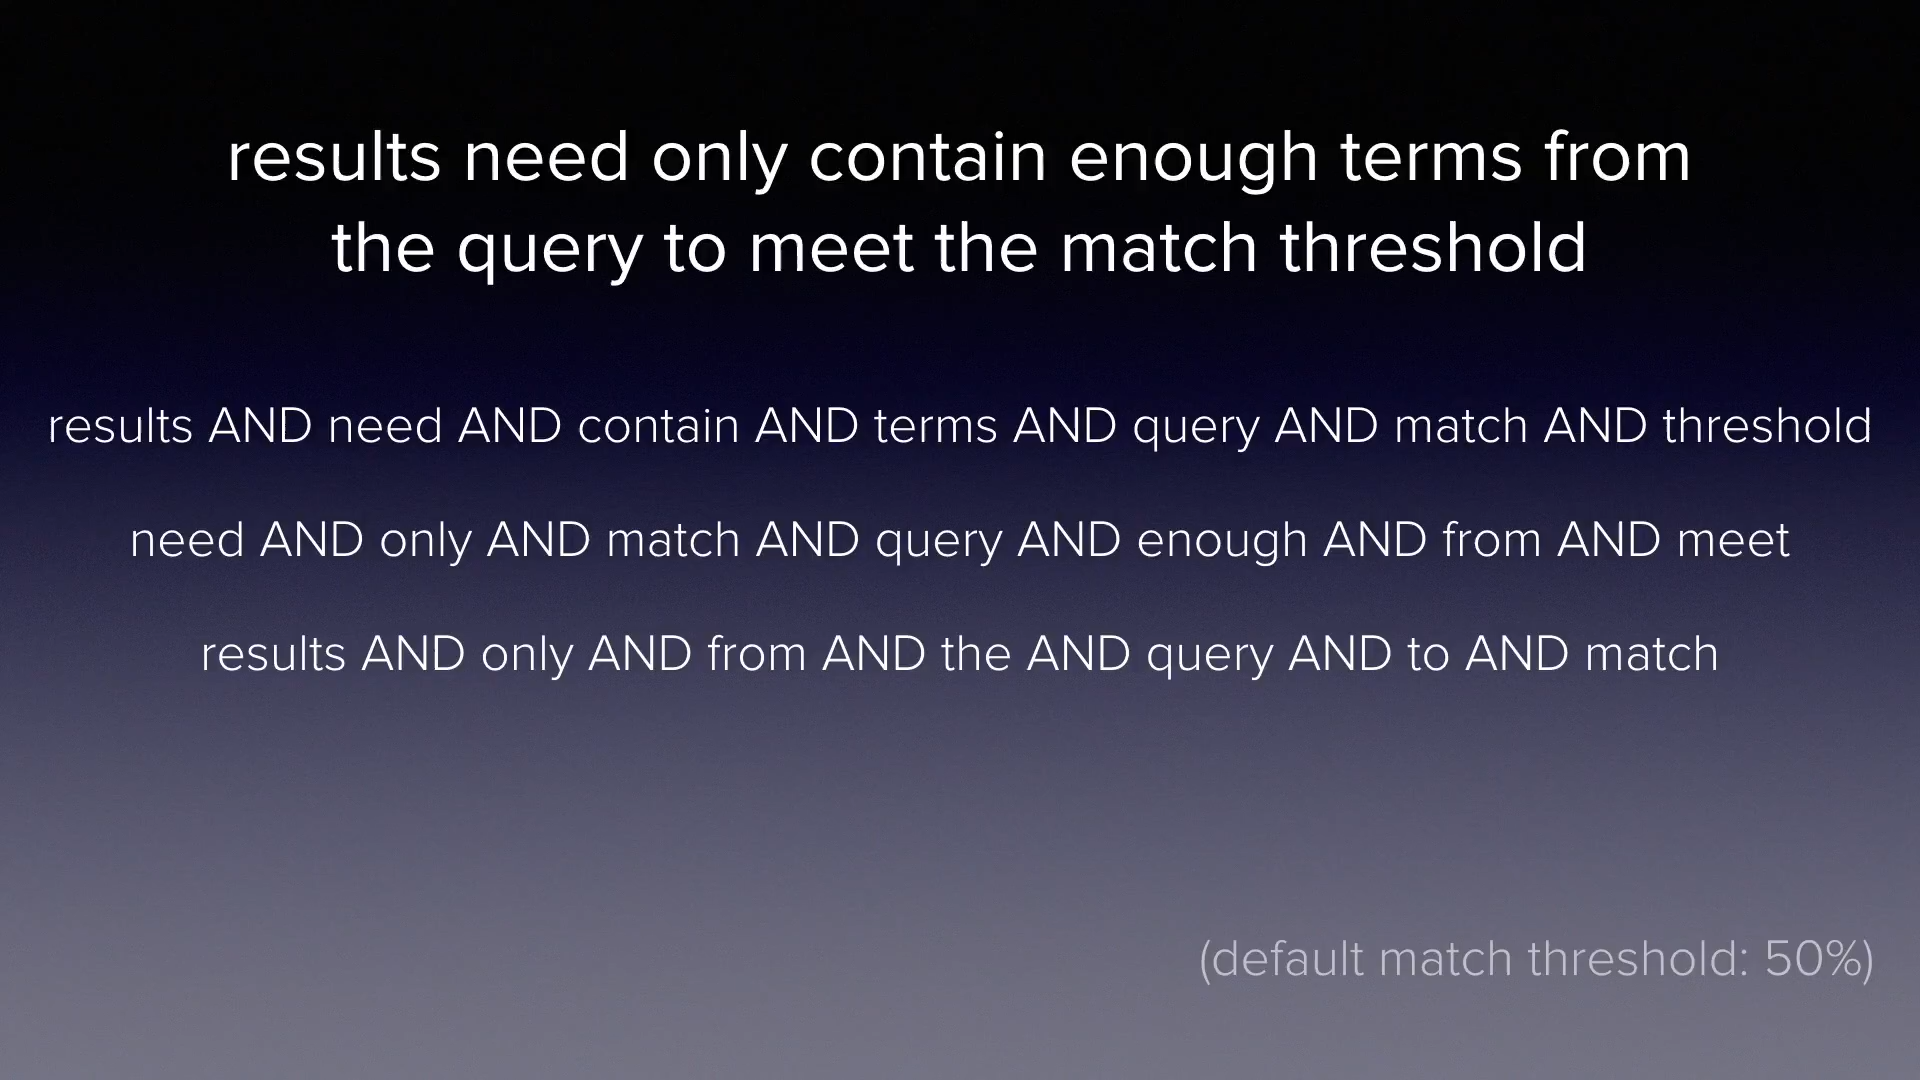 results need only contain enough terms from
the query to meet the match threshold
results AND need AND contain AND terms AND query AND match AND threshold
need AND only AND match AND query AND enough AND from AND meet
results AND only AND from AND the AND query AND to AND match
(default match threshold: 50%)